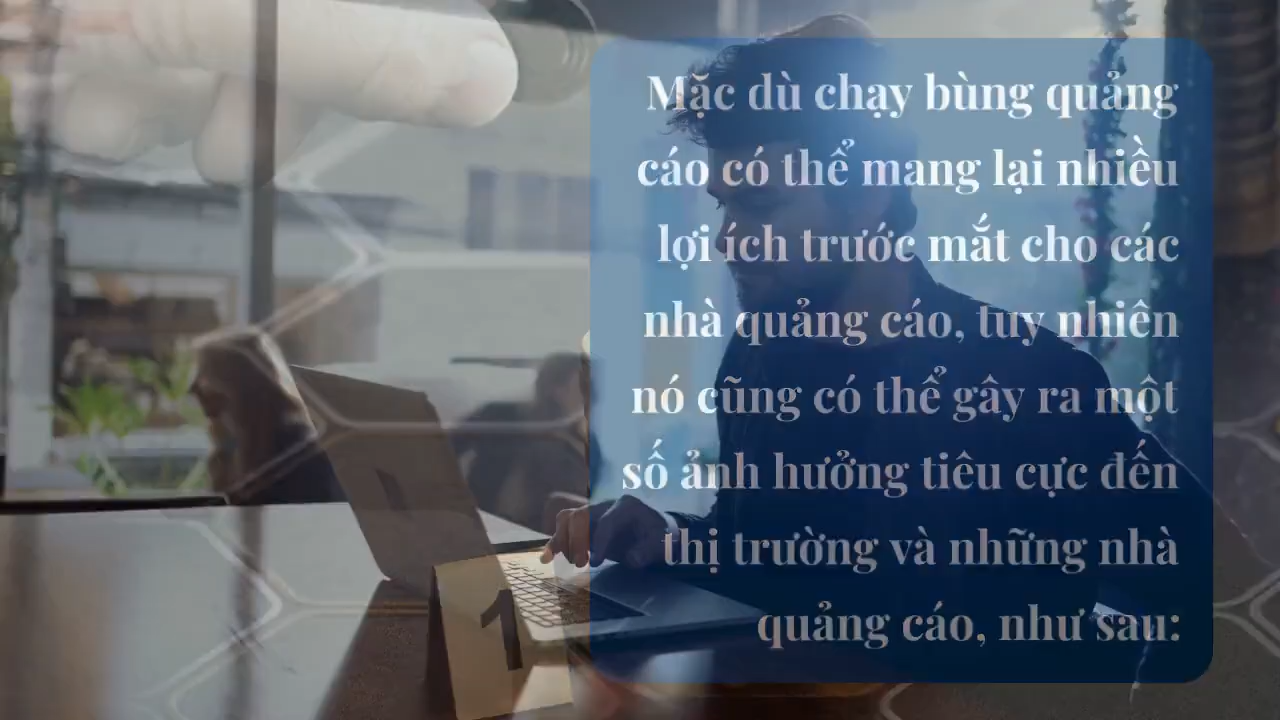 Mặc dù chạy bùng quảng
cáo có thể mang lại nhiều
lợi ích trước mắt cho các
nhà quảng cáo, tuy nhiên
nó cũng có thể gây ra một
số ảnh hưởng tiêu cực đến
thị trường và những nhà
quảng cáo, như sau:
1